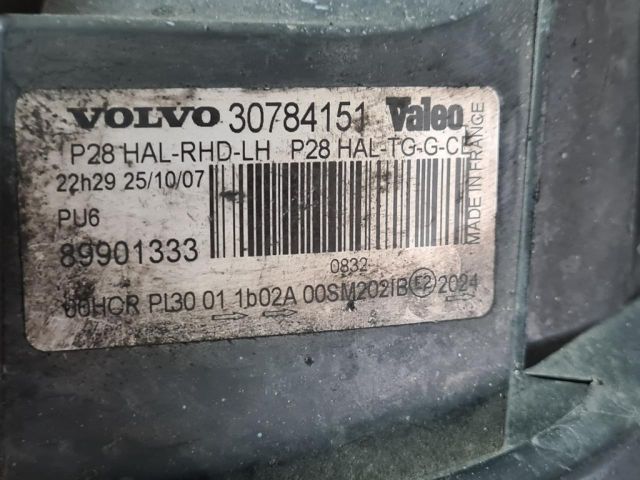 VOLVO 30784151 Valeo
P28 HAL-RHD-LH P28 HAL-TG-G-CE
22h29 25/10/07
PU6
89901333
0832
00HCR PL30 01 1b02A 00SM202IB E2 2024
MADE IN FRANCE